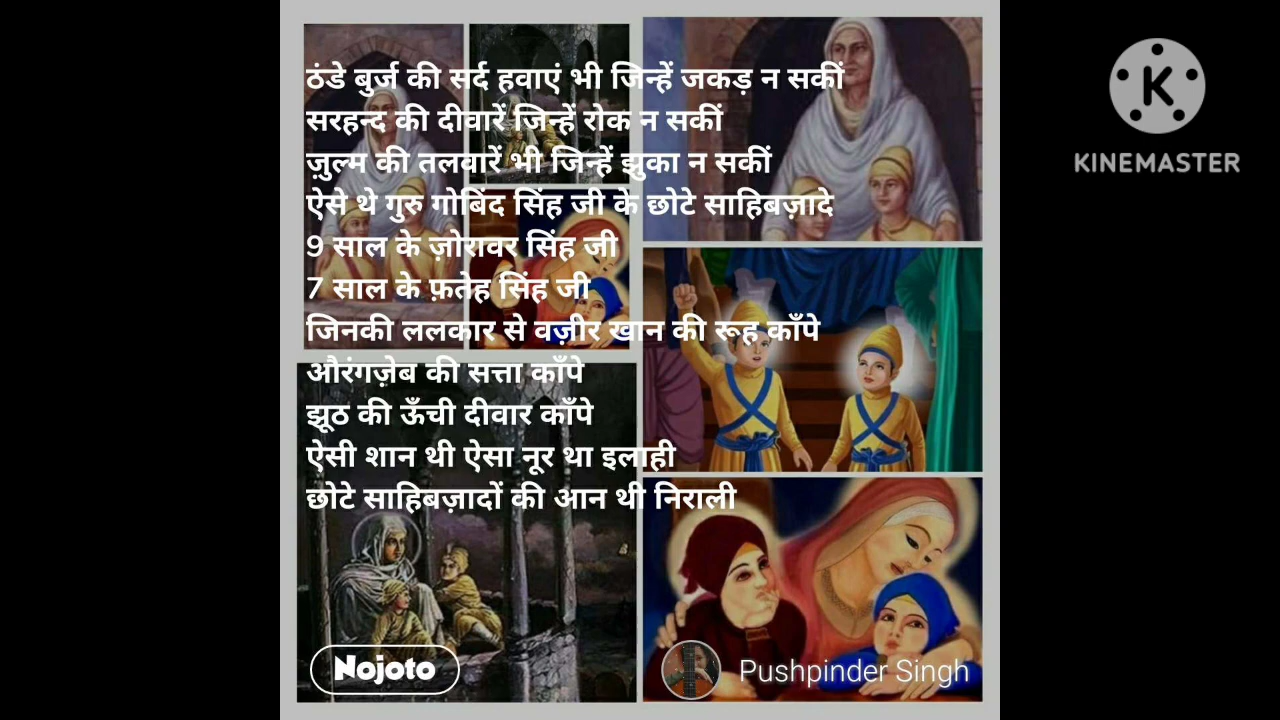 ठंडे बुर्ज की सर्द हवाएं भी जिन्हें जकड़ न सकीं
सरहन्द की दीवारें जिन्हें रोक न सकीं
ज़ुल्म की तलवारें भी जिन्हें झुका न सकीं
ऐसे थे गुरु गोबिंद सिंह जी के छोटे साहिबज़ादे
9 साल के ज़ोरावर सिंह जी
7 साल के फ़तेह सिंह जी
जिनकी ललकार से वज़ीर खान की रूह काँपे
औरंगज़ेब की सत्ता काँपे
झूठ की ऊँची दीवार काँपे
ऐसी शान थी ऐसा नूर था इलाही
छोटे साहिबज़ादों की आन थी निराली
Nojoto
Pushpinder Singh
K
KINEMASTER